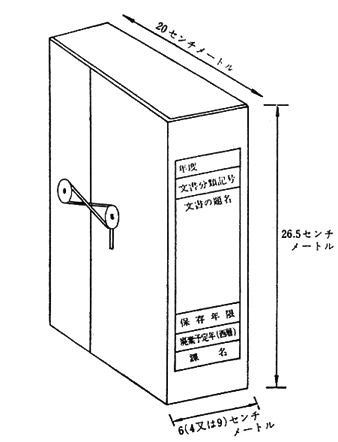 20センチメートル
年度
文書分類記号
文書の題名
保存年限
廃棄予定年(西暦)
課名
26.5センチ
メートル
6(4又は9)センチ
メートル